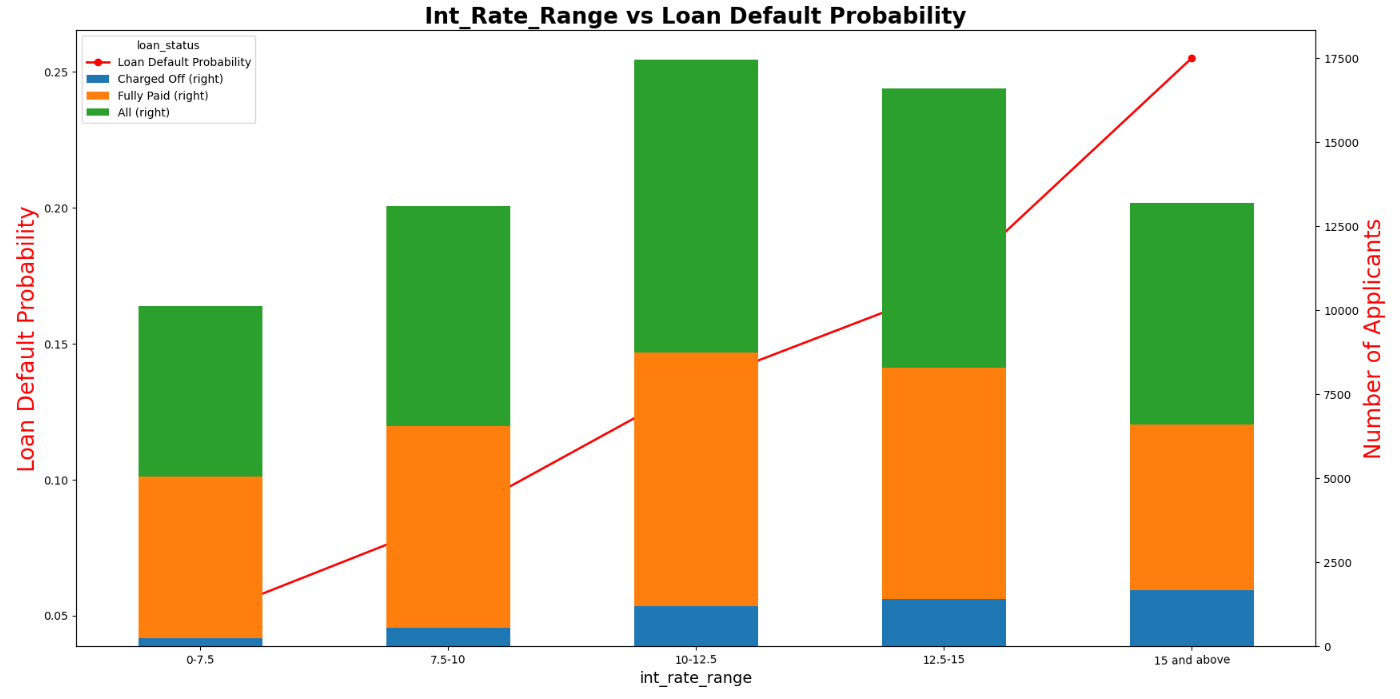 Int_Rate_Range vs Loan Default Probability
loan_status
Loan Default Probability
Charged Off (right)
Fully Paid (right)
All (right)
Loan Default Probability
0.25
0.20
0.15
0.10
0.05
17500
15000
12500
10000
7500
5000
2500
0
Number of Applicants
0-7.5
7.5-10
10-12.5
12.5-15
15 and above
int_rate_range